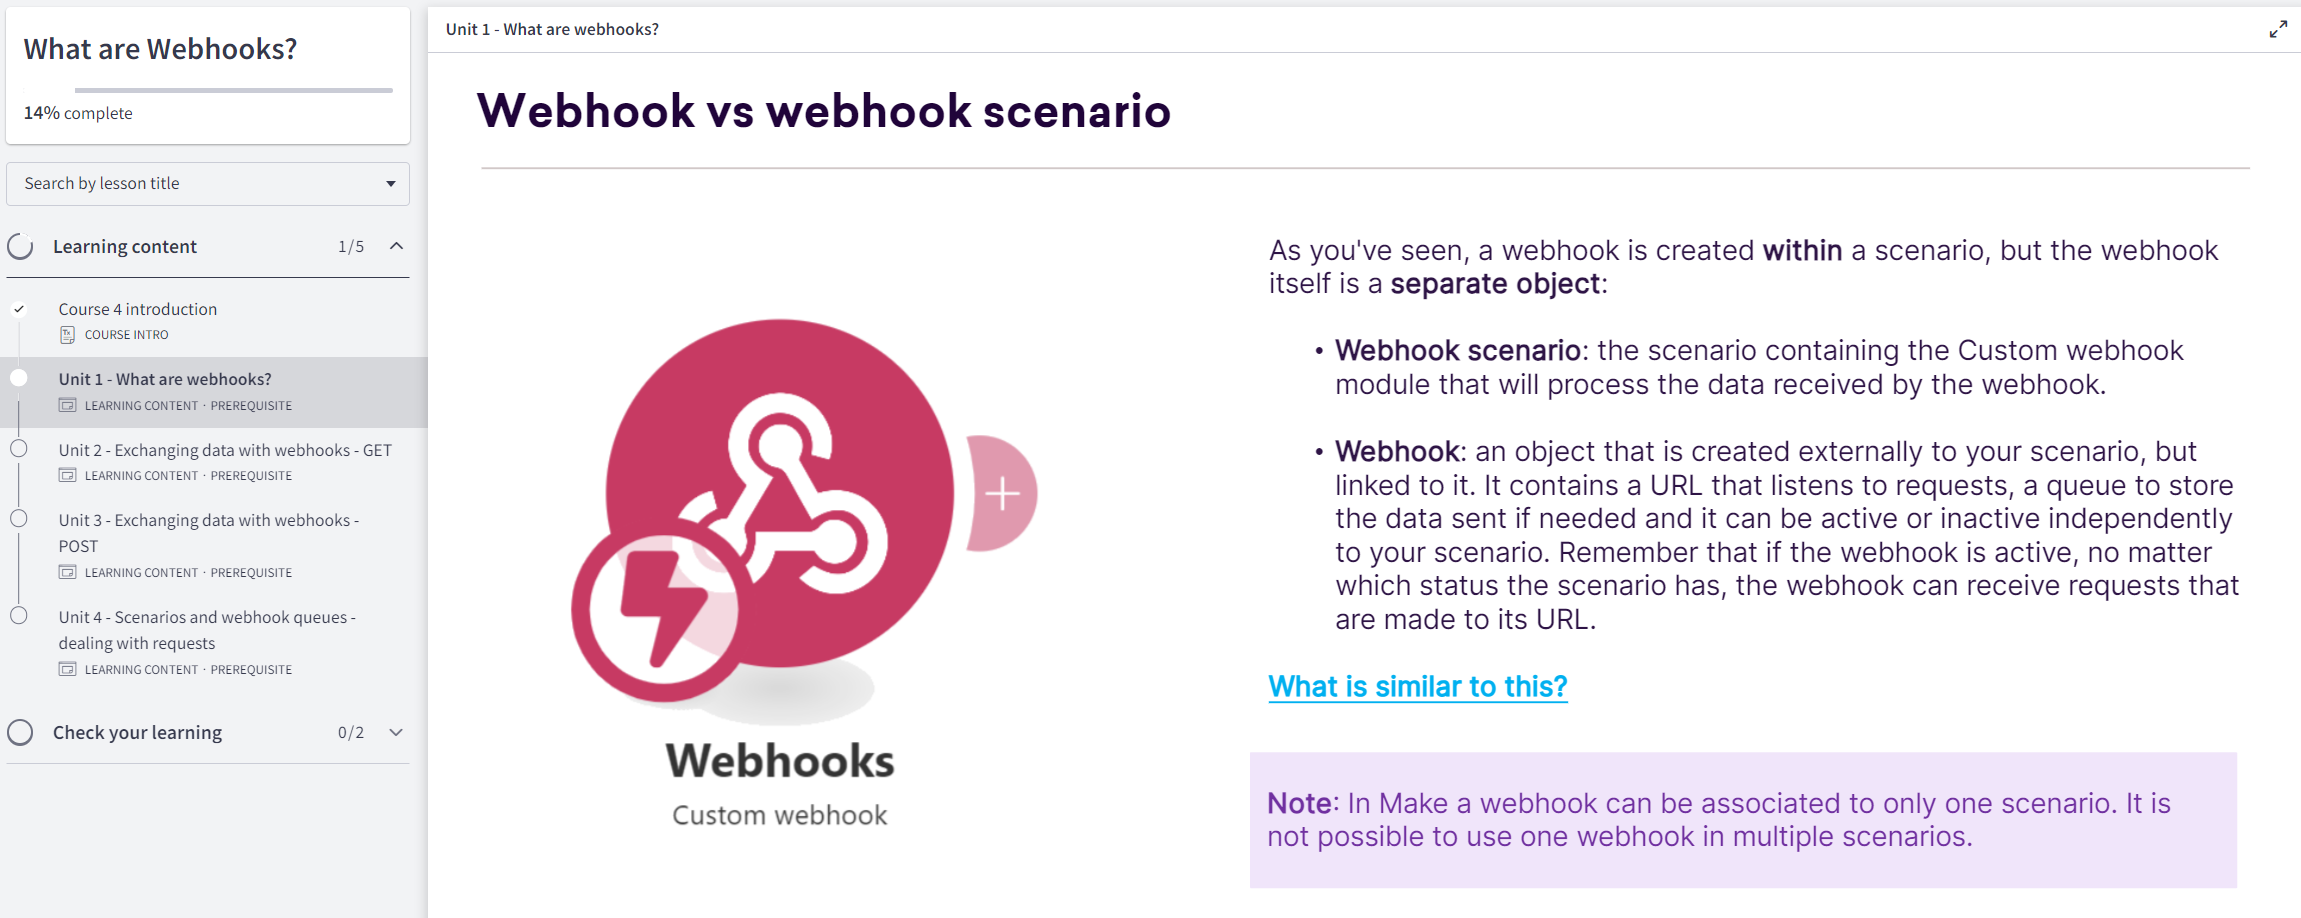 What are Webhooks?
14% complete
Search by lesson title
Learning content 1/5
Course 4 introduction
COURSE INTRO
Unit 1 - What are webhooks?
LEARNING CONTENT · PREREQUISITE
Unit 2 - Exchanging data with webhooks - GET
LEARNING CONTENT · PREREQUISITE
Unit 3 - Exchanging data with webhooks -
POST
LEARNING CONTENT · PREREQUISITE
Unit 4 - Scenarios and webhook queues -
dealing with requests
LEARNING CONTENT · PREREQUISITE
Check your learning 0/2
Unit 1 - What are webhooks?
Webhook vs webhook scenario
Webhooks
Custom webhook
As you've seen, a webhook is created within a scenario, but the webhook
itself is a separate object:
• Webhook scenario: the scenario containing the Custom webhook
module that will process the data received by the webhook.
• Webhook: an object that is created externally to your scenario, but
linked to it. It contains a URL that listens to requests, a queue to store
the data sent if needed and it can be active or inactive independently
to your scenario. Remember that if the webhook is active, no matter
which status the scenario has, the webhook can receive requests that
are made to its URL.
What is similar to this?
Note: In Make a webhook can be associated to only one scenario. It is
not possible to use one webhook in multiple scenarios.